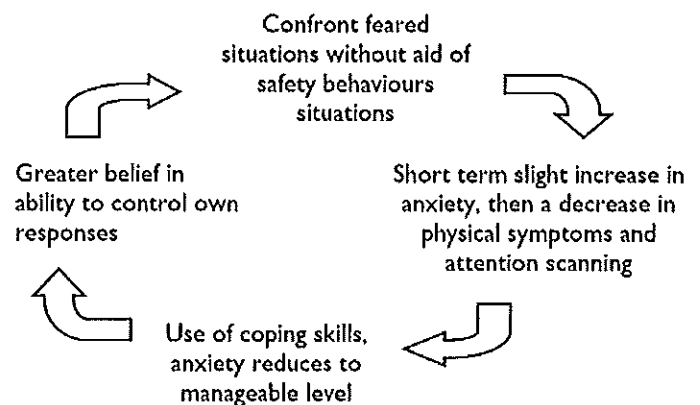 Confront feared
situations without aid of
safety behaviours
situations
Short term slight increase in
anxiety, then a decrease in
physical symptoms and
attention scanning
Use of coping skills,
anxiety reduces to
manageable level
Greater belief in
ability to control own
responses